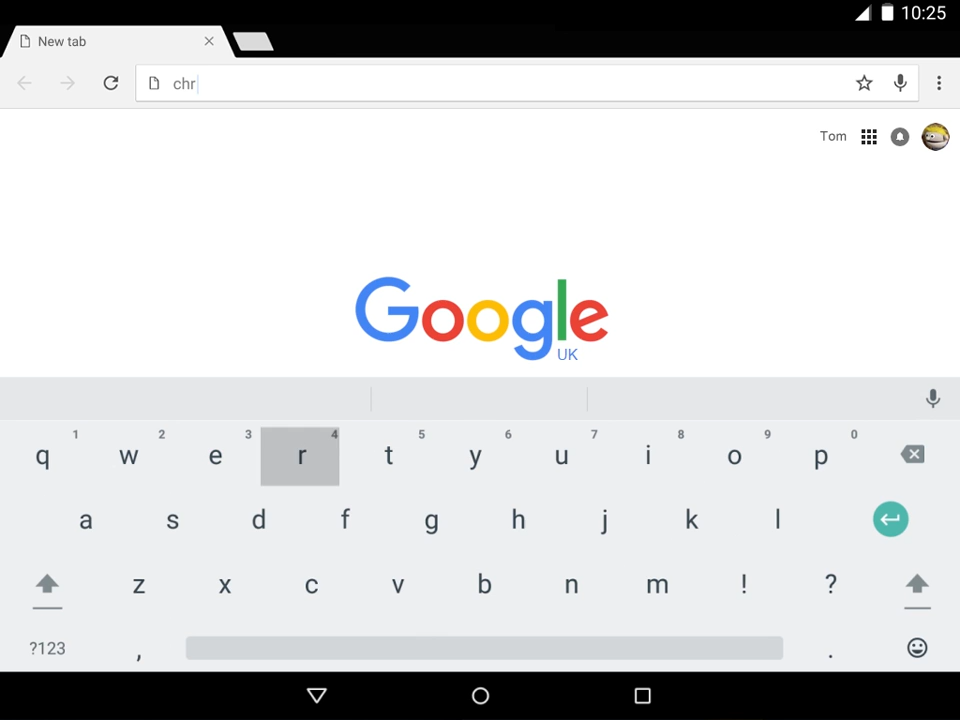 10:25
New tab
chr
Tom
Google
UK
1 2 3 4 5 6 7 8 9 0
q w e r t y u i o p
a s d f g h j k l
z x c v b n m ! ?
?123 , .